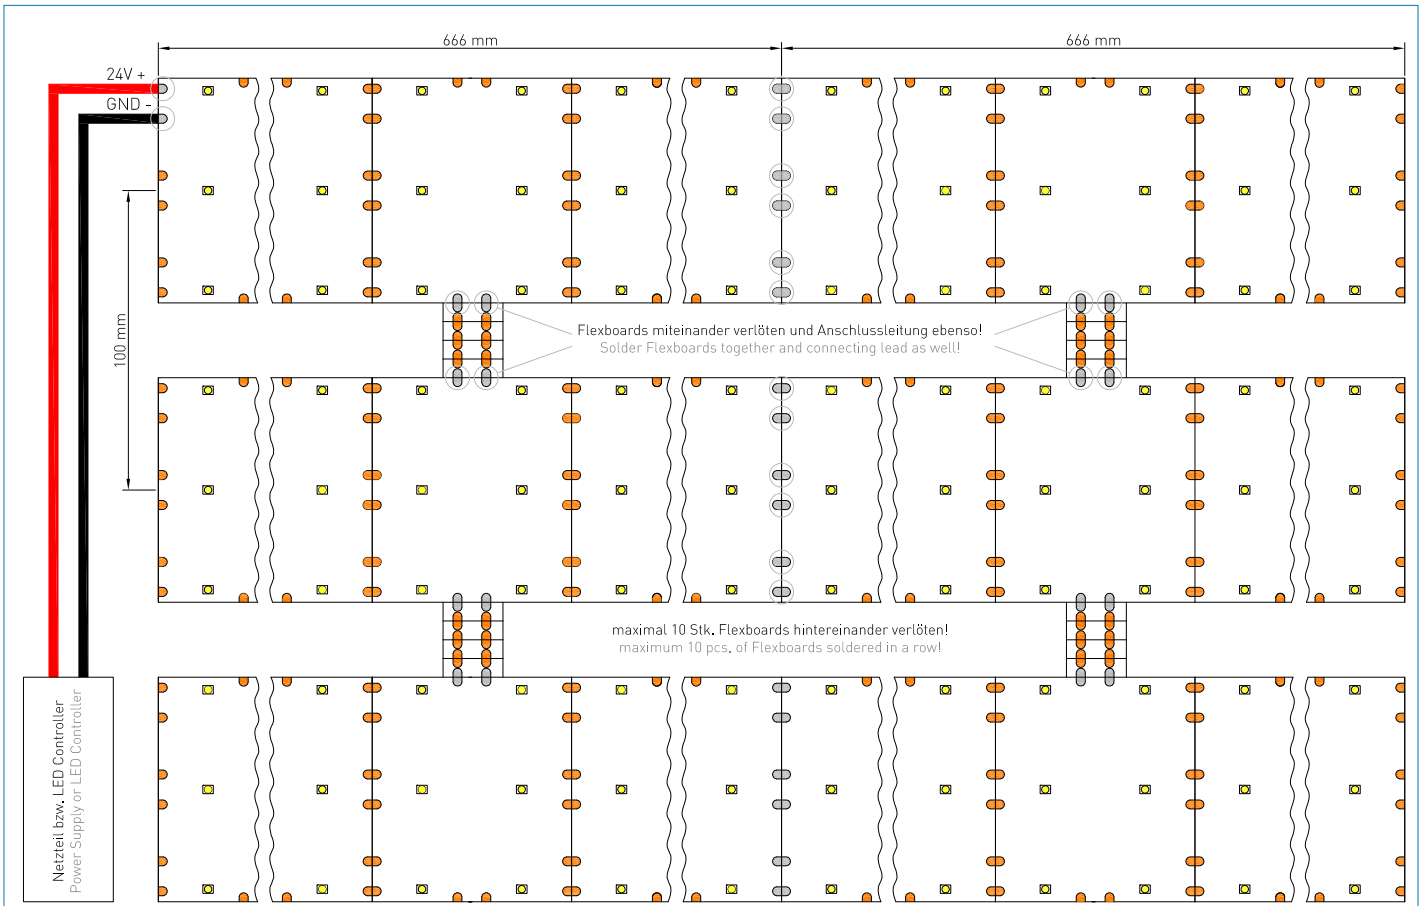 666 mm
666 mm
24V +
GND -
100 mm
Flexboards miteinander verlöten und Anschlussleitung ebenso!
Solder Flexboards together and connecting lead as well!
maximal 10 Stk. Flexboards hintereinander verlöten!
maximum 10 pcs. of Flexboards soldered in a row!
Netzteil bzw. LED Controller
Power Supply or LED Controller